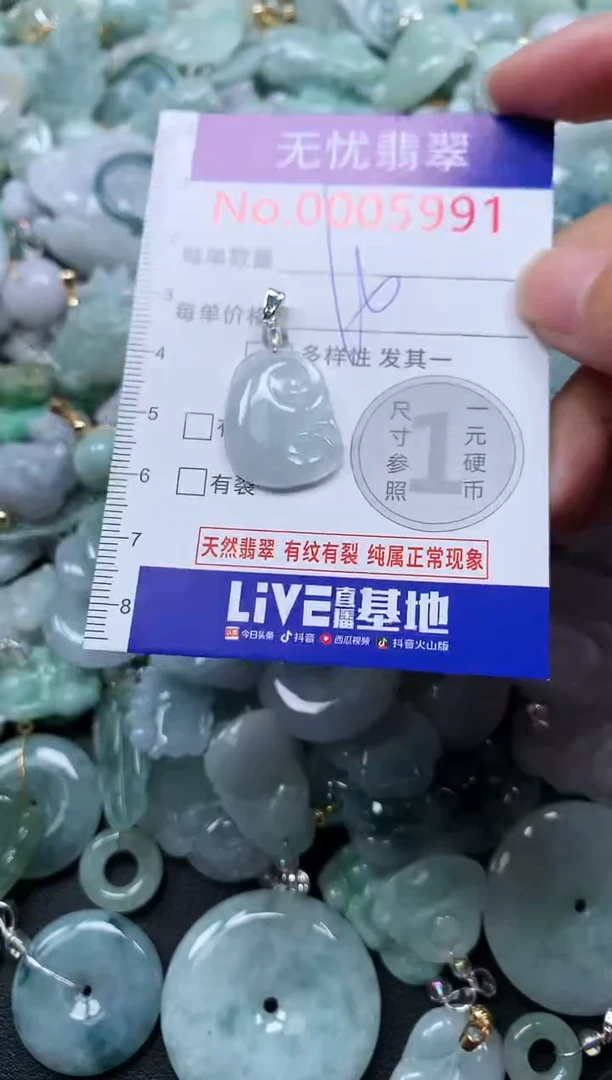 无忧翡翠
No.0005991
每单数量
每单价格
3
多样性 发其一
4
5
6
有裂
尺寸参照
1
一元硬币
7
天然翡翠 有纹有裂 纯属正常现象
8
LiVE直播基地
今日头条 抖音 西瓜视频 抖音火山版